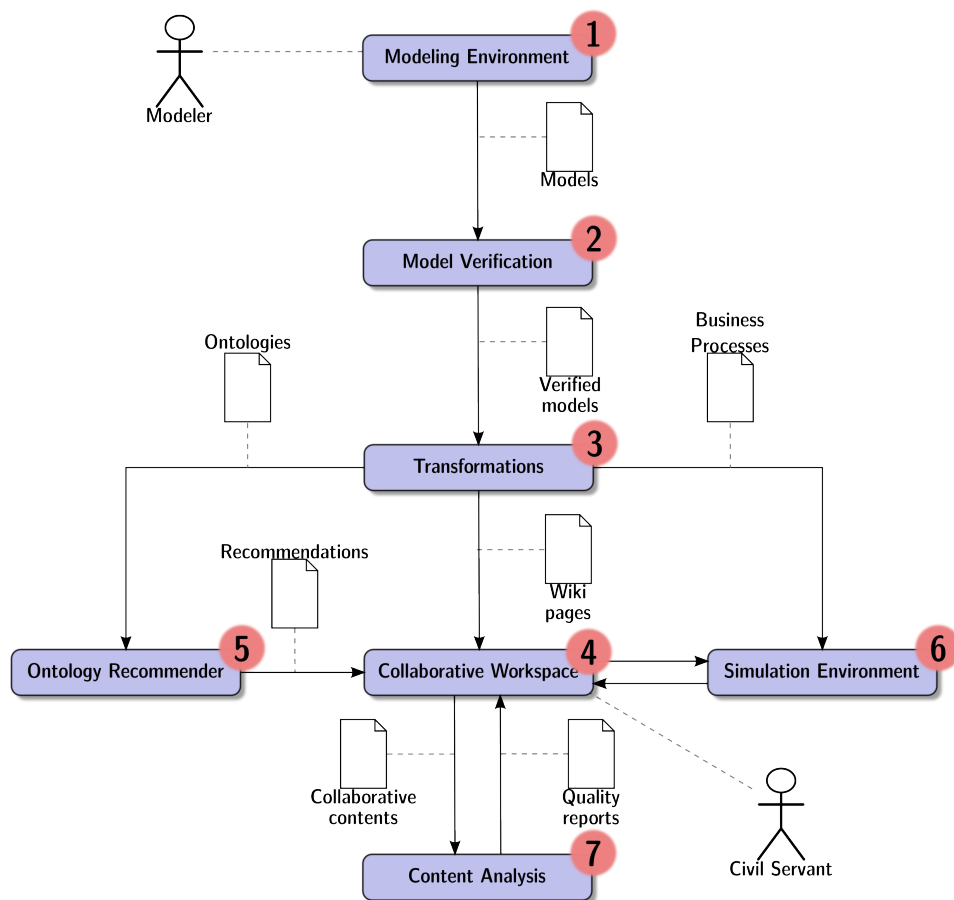 1
Modeling Environment
Modeler
Models
2
Model Verification
Ontologies
Business
Processes
Verified
models
3
Transformations
Recommendations
Wiki
pages
5
Ontology Recommender
4
Collaborative Workspace
6
Simulation Environment
Collaborative
contents
Quality
reports
7
Content Analysis
Civil Servant